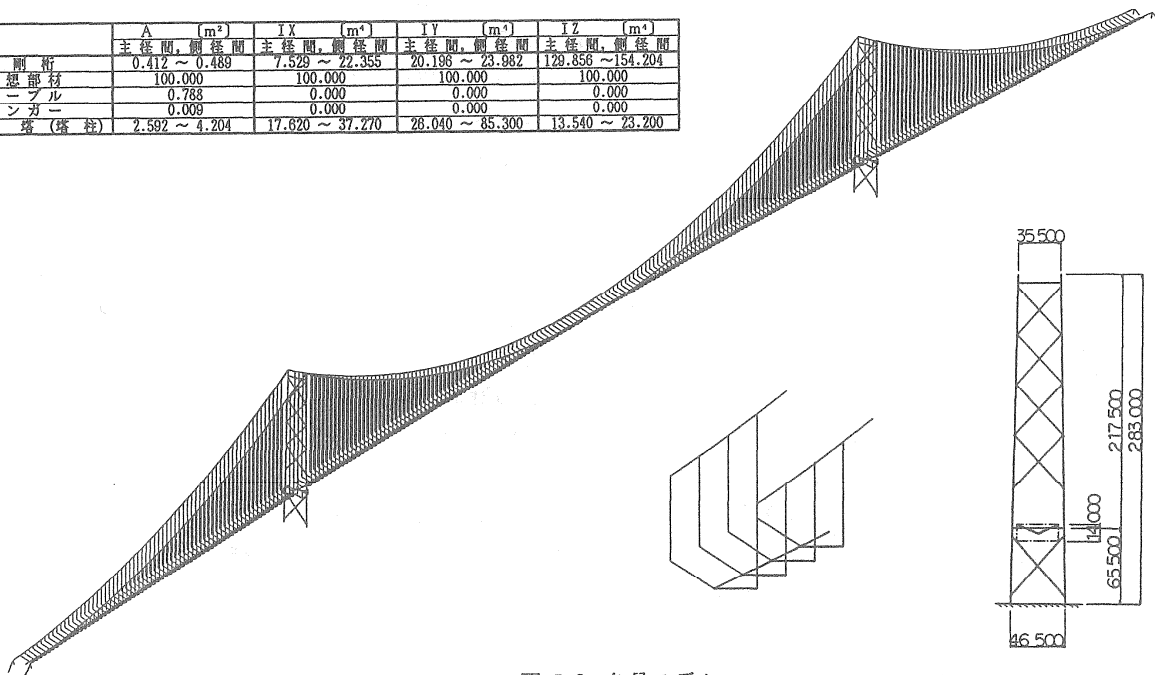 A [m²] IX [m⁴] IY [m⁴] IZ [m⁴]
主径間,側径間 主径間,側径間 主径間,側径間 主径間,側径間
剛桁 0.412 ~ 0.489 7.529 ~ 22.355 20.196 ~ 23.982 129.856 ~154.204
想部材 100.000 100.000 100.000 100.000
ーブル 0.788 0.000 0.000 0.000
ンガー 0.009 0.000 0.000 0.000
塔 (塔柱) 2.592 ~ 4.204 17.620 ~ 37.270 26.040 ~ 85.300 13.540 ~ 23.200
35.500
217.500
283.000
14.000
65.500
46.500